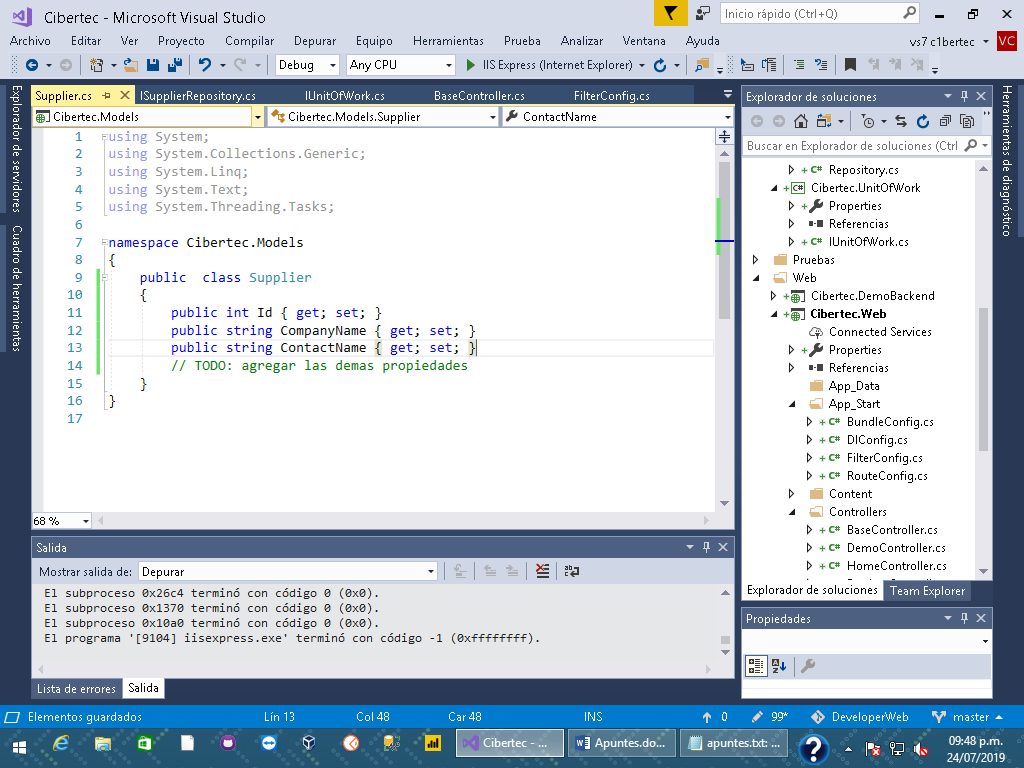 Cibertec - Microsoft Visual Studio
Inicio rápido (Ctrl+Q)
Archivo Editar Ver Proyecto Compilar Depurar Equipo Herramientas Prueba Analizar Ventana Ayuda
vs7 c1bertec VC
Debug Any CPU IIS Express (Internet Explorer)
Explorador de servidores
Cuadro de herramientas
Supplier.cs ISupplierRepository.cs IUnitOfWork.cs BaseController.cs FilterConfig.cs
Cibertec.Models Cibertec.Models.Supplier ContactName
1 using System;
2 using System.Collections.Generic;
3 using System.Linq;
4 using System.Text;
5 using System.Threading.Tasks;
6
7 namespace Cibertec.Models
8 {
9 public  class Supplier
10 {
11 public int Id { get; set; }
12 public string CompanyName { get; set; }
13 public string ContactName { get; set; }
14 // TODO: agregar las demas propiedades
15 }
16 }
17
68 %
Salida
Mostrar salida de: Depurar
El subproceso 0x26c4 terminó con código 0 (0x0).
El subproceso 0x1370 terminó con código 0 (0x0).
El subproceso 0x10a0 terminó con código 0 (0x0).
El programa '[9104] iisexpress.exe' terminó con código -1 (0xffffffff).
Lista de errores Salida
Explorador de soluciones
Buscar en Explorador de soluciones (Ctrl
Repository.cs
Cibertec.UnitOfWork
Properties
Referencias
IUnitOfWork.cs
Pruebas
Web
Cibertec.DemoBackend
Cibertec.Web
Connected Services
Properties
Referencias
App_Data
App_Start
BundleConfig.cs
DIConfig.cs
FilterConfig.cs
RouteConfig.cs
Content
Controllers
BaseController.cs
DemoController.cs
HomeController.cs
Explorador de soluciones Team Explorer
Propiedades
Herramientas de diagnóstico
Elementos guardados Lín 13 Col 48 Car 48 INS 0 99* DeveloperWeb master
Cibertec - ... Apuntes.do... apuntes.txt: ...
09:48 p.m.
24/07/2019